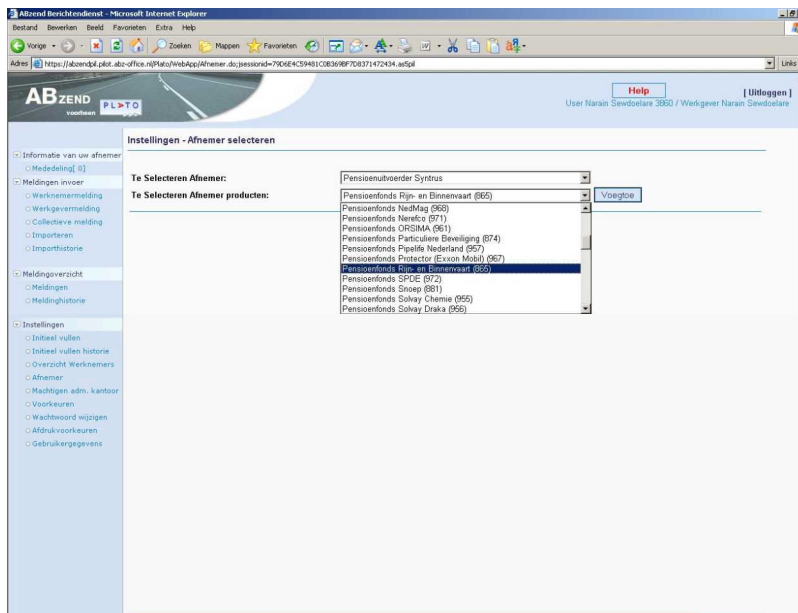 ABzend Berichtendienst - Microsoft Internet Explorer
Bestand Bewerken Beeld Favorieten Extra Help
Vorige Zoeken Mappen Favorieten
Adres https://abzendpil.pilot.abz-office.nl/Plato/WebApp/Afnemer.do;jsessionid=79D6E4C59481C0B369BF7D8371472434.as5pil Links
ABZEND
voorheen PLATO
Help [ Uitloggen ]
User Narain Sewdoelare 3860 / Werkgever Narain Sewdoelare
Instellingen - Afnemer selecteren
Informatie van uw afnemer
Mededeling[ 0]
Meldingen invoer
Werknemermelding
Werkgevermelding
Collectieve melding
Importeren
Importhistorie
Meldingoverzicht
Meldingen
Meldinghistorie
Instellingen
Initieel vullen
Initieel vullen historie
Overzicht Werknemers
Afnemer
Machtigen adm. kantoor
Voorkeuren
Wachtwoord wijzigen
Afdrukvoorkeuren
Gebruikergegevens
Te Selecteren Afnemer: Pensioenuitvoerder Syntrus
Te Selecteren Afnemer producten: Pensioenfonds Rijn- en Binnenvaart (865) Voegtoe
Pensioenfonds NedMag (968)
Pensioenfonds Nerefco (971)
Pensioenfonds ORSIMA (961)
Pensioenfonds Particuliere Beveiliging (874)
Pensioenfonds Pipelife Nederland (957)
Pensioenfonds Protector (Exxon Mobil) (967)
Pensioenfonds Rijn- en Binnenvaart (865)
Pensioenfonds SPDE (972)
Pensioenfonds Snoep (881)
Pensioenfonds Solvay Chemie (955)
Pensioenfonds Solvay Draka (956)